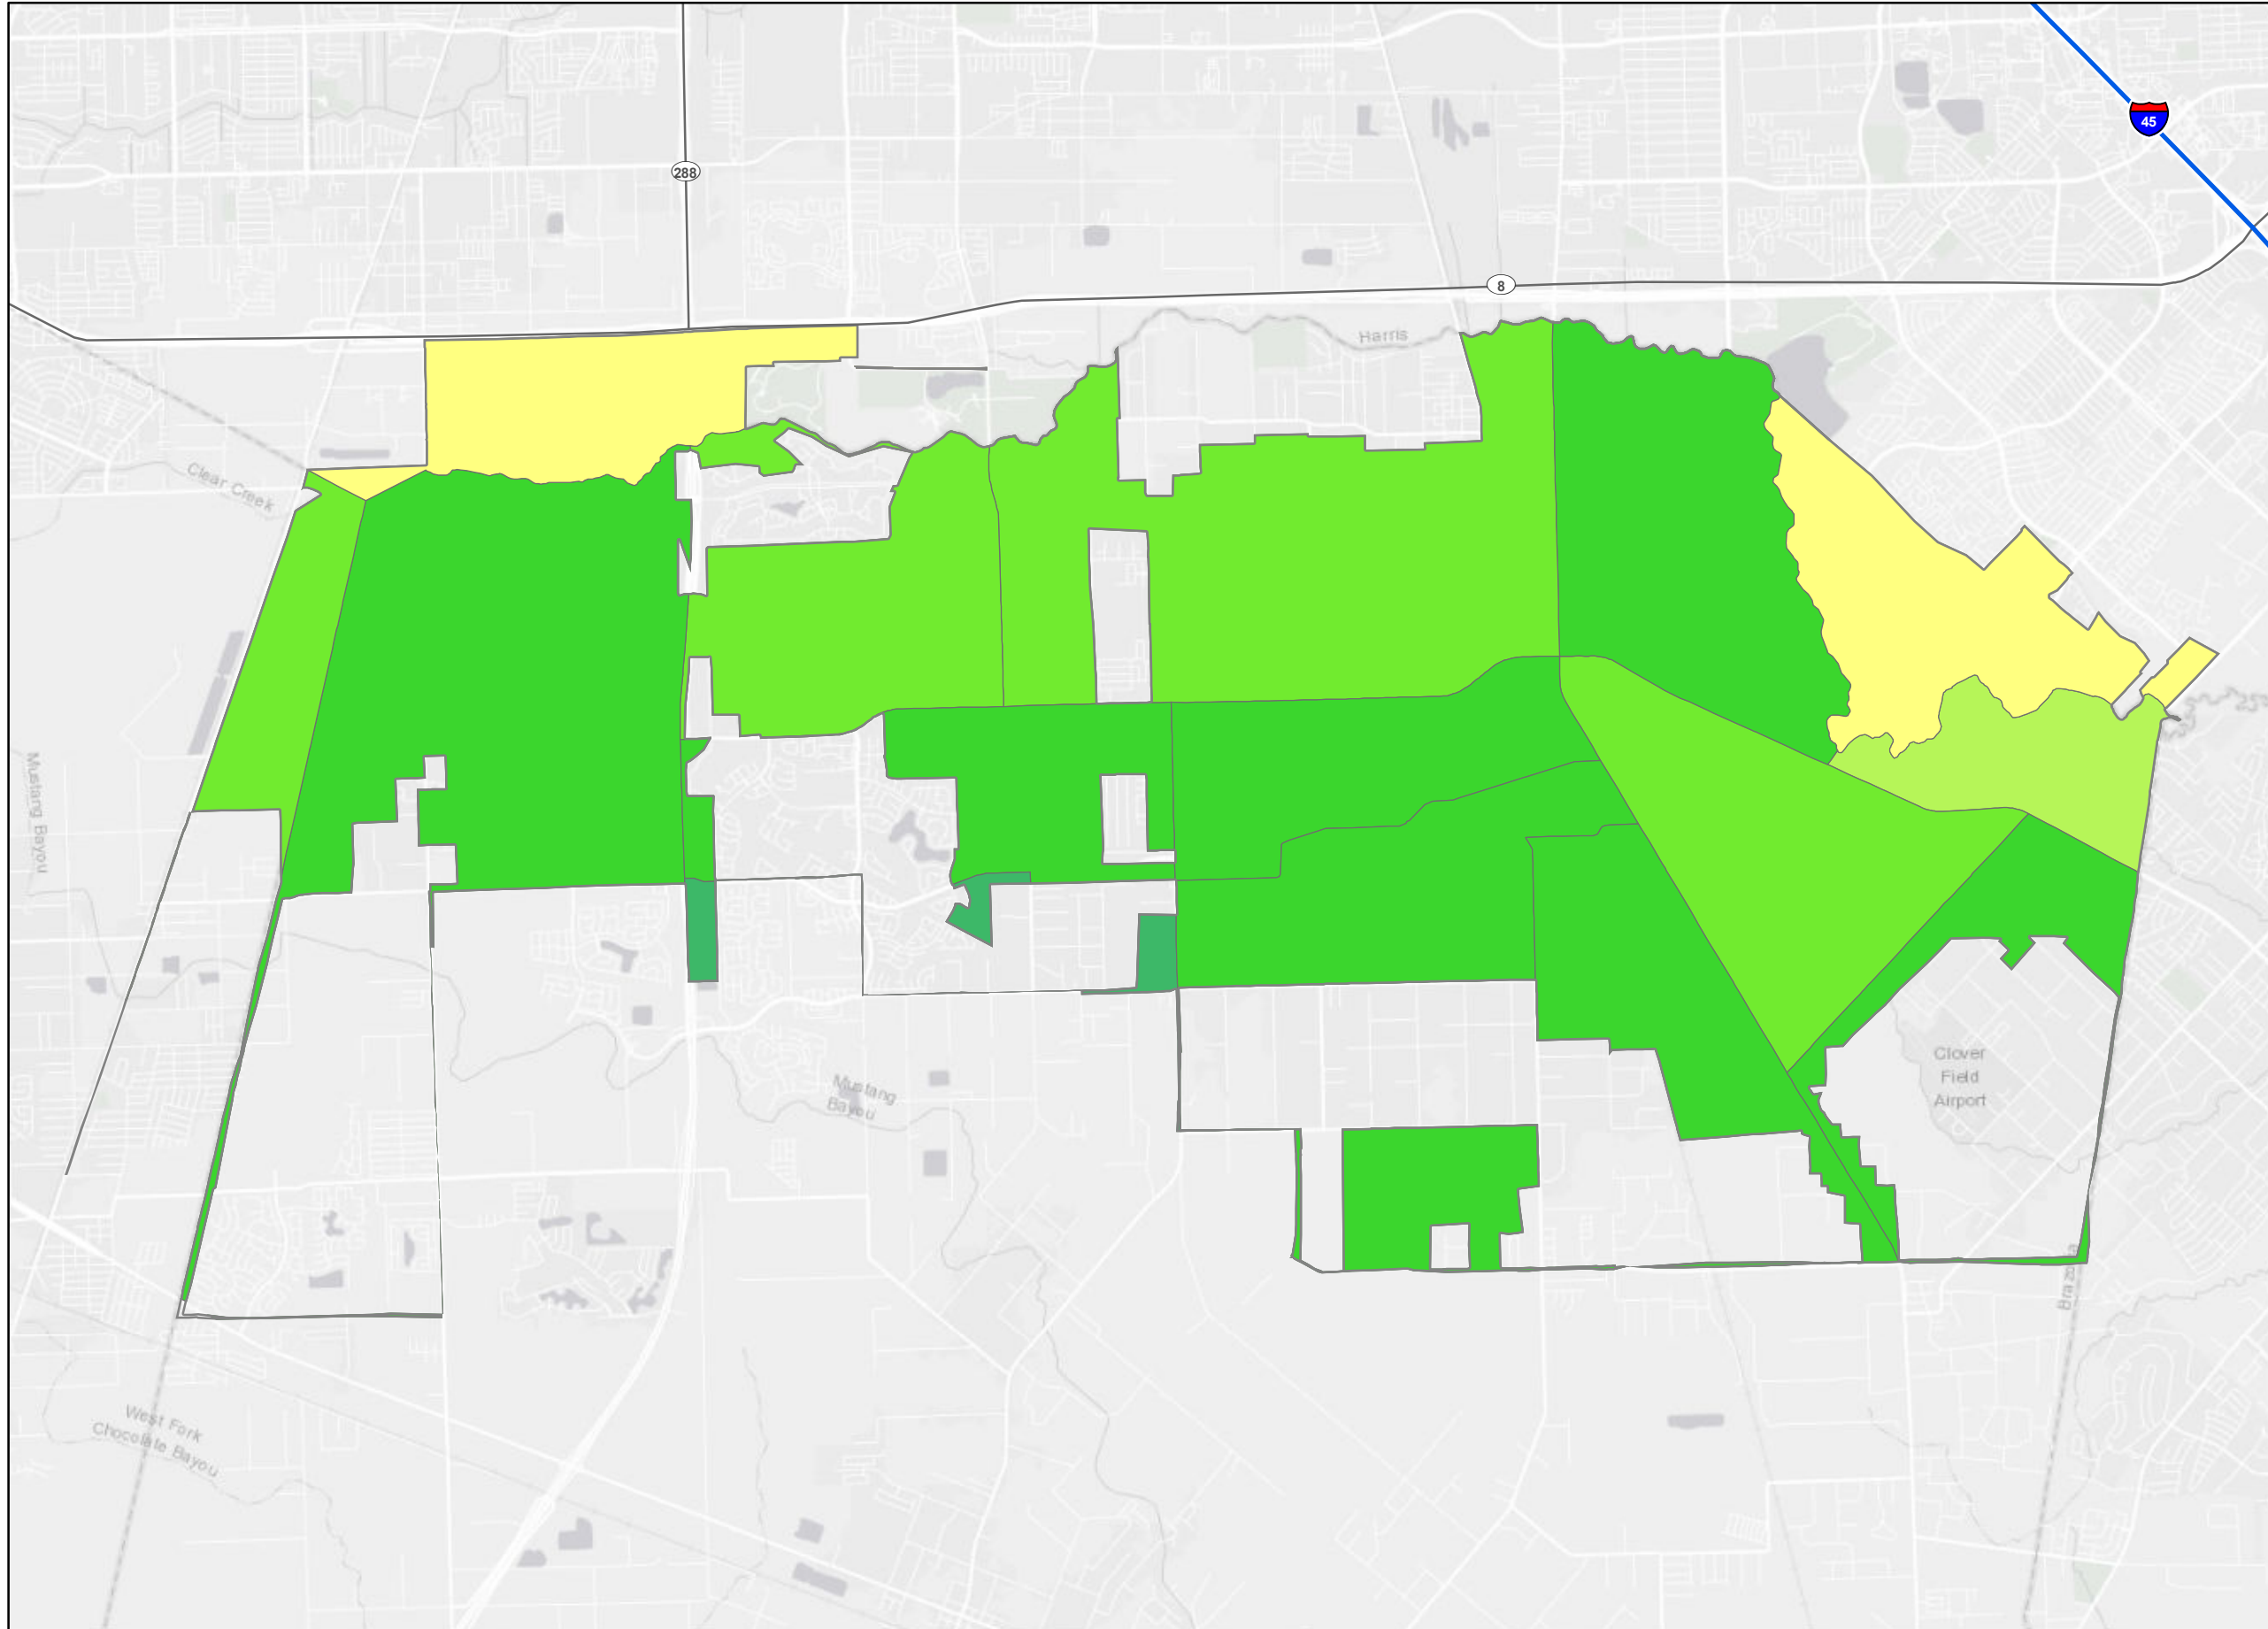 45
288
8
Harris
Clear Creek
Mustang Bayou
Clover
Field
Airport
Mustang
Bayou
West Fork
Chocolate Bayou